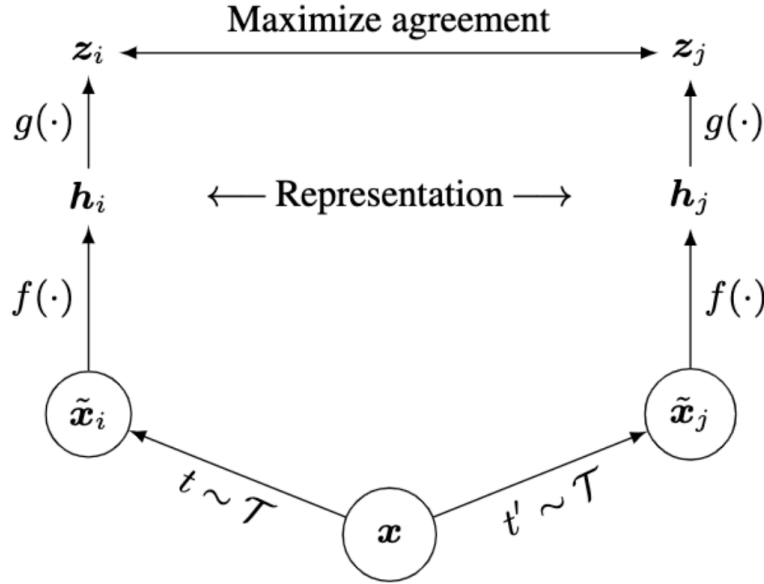 Maximize agreement
z_i z_j
g(·) g(·)
h_i ← Representation → h_j
f(·) f(·)
x̃_i x̃_j
t ∼ 𝒯 t′ ∼ 𝒯
x